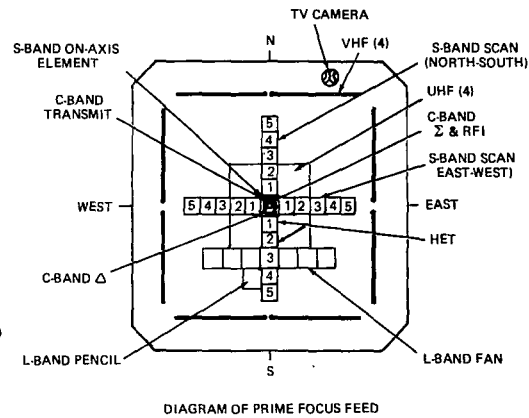 TV CAMERA
N
VHF (4)
S-BAND ON-AXIS
ELEMENT
S-BAND SCAN
(NORTH-SOUTH)
C-BAND
TRANSMIT
UHF (4)
C-BAND
Σ & RFI
S-BAND SCAN
EAST-WEST)
5
4
3
2
1
WEST
5 4 3 2 1
1 2 3 4 5
EAST
1
2
3
4
5
HET
C-BAND Δ
L-BAND PENCIL
L-BAND FAN
S
DIAGRAM OF PRIME FOCUS FEED